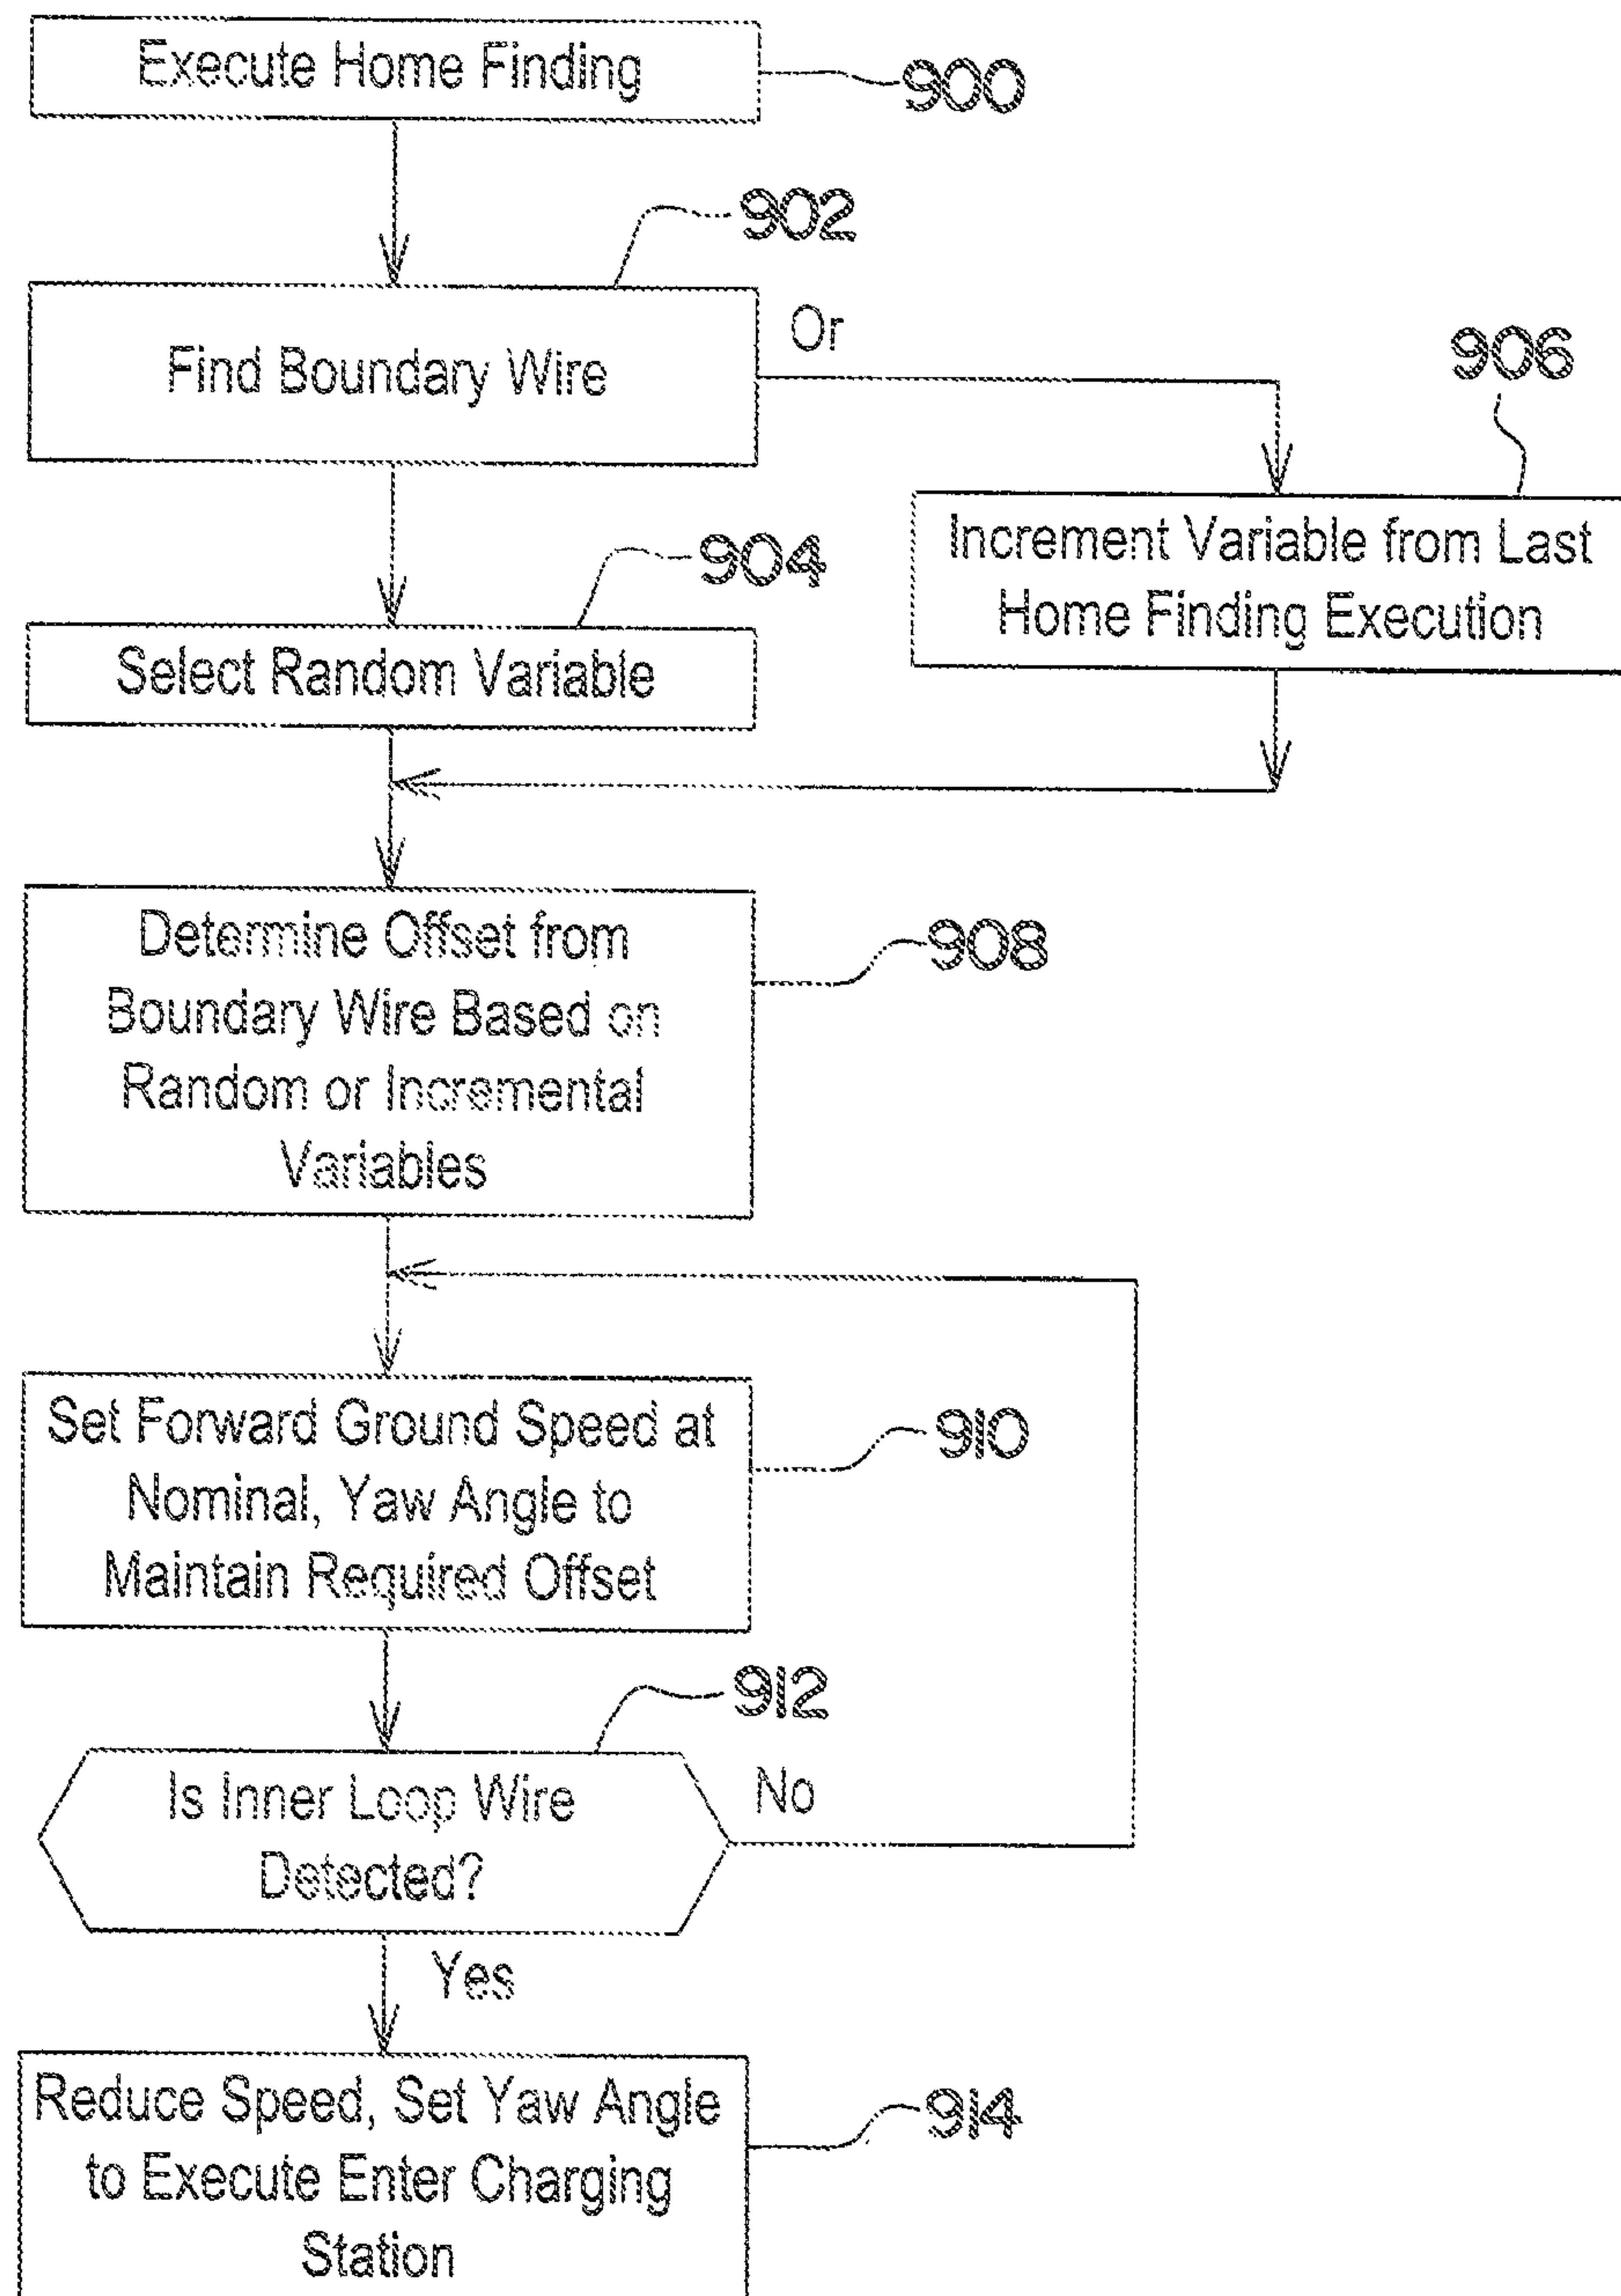 Execute Home Finding
900
902
Find Boundary Wire
Or
906
Increment Variable from Last
Home Finding Execution
904
Select Random Variable
Determine Offset from
Boundary Wire Based on
Random or Incremental
Variables
908
Set Forward Ground Speed at
Nominal, Yaw Angle to
Maintain Required Offset
910
912
Is Inner Loop Wire
Detected?
No
Yes
Reduce Speed, Set Yaw Angle
to Execute Enter Charging
Station
914